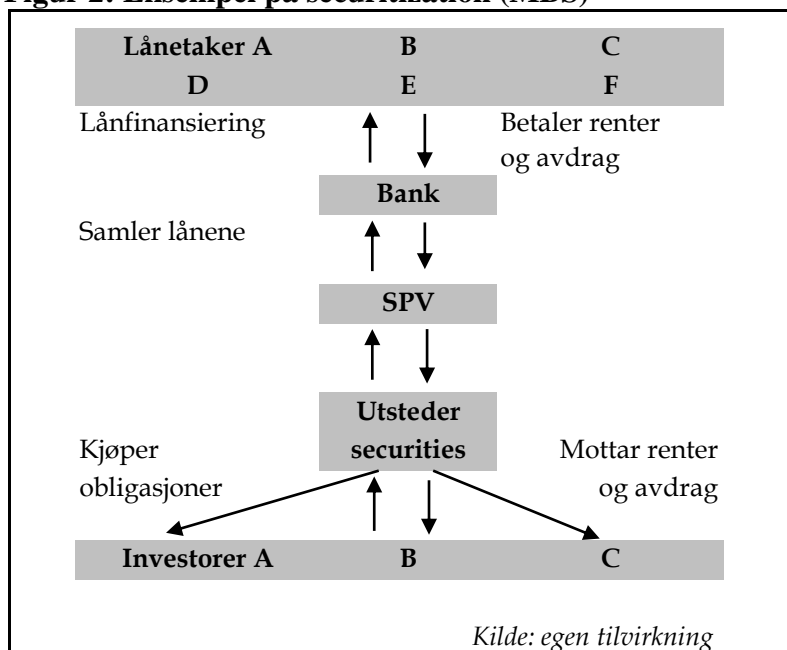 Figur 2: Eksempel på securitization (MBS)
Lånetaker A B C
D E F
Lånfinansiering Betaler renter
og avdrag
Bank
Samler lånene
SPV
Utsteder
securities
Kjøper Mottar renter
obligasjoner og avdrag
Investorer A B C
Kilde: egen tilvirkning